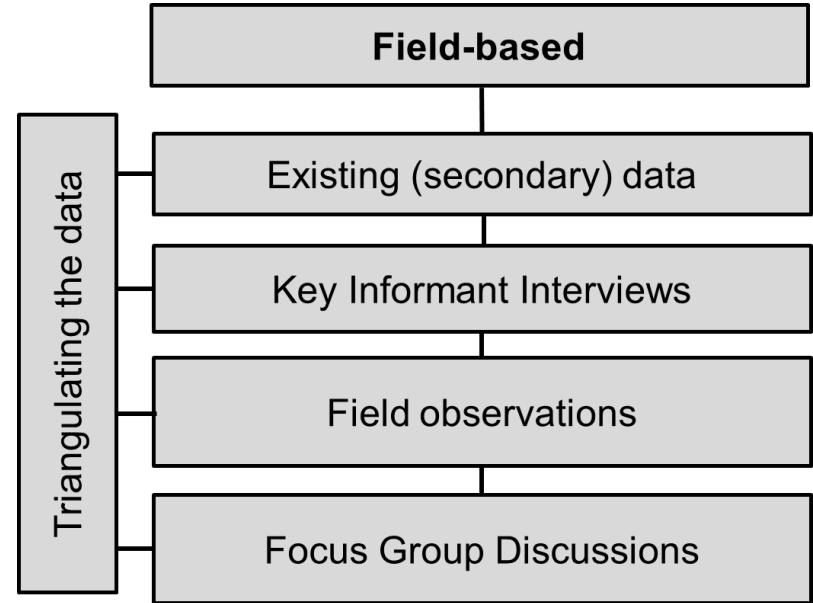 Field-based
Triangulating the data
Existing (secondary) data
Key Informant Interviews
Field observations
Focus Group Discussions